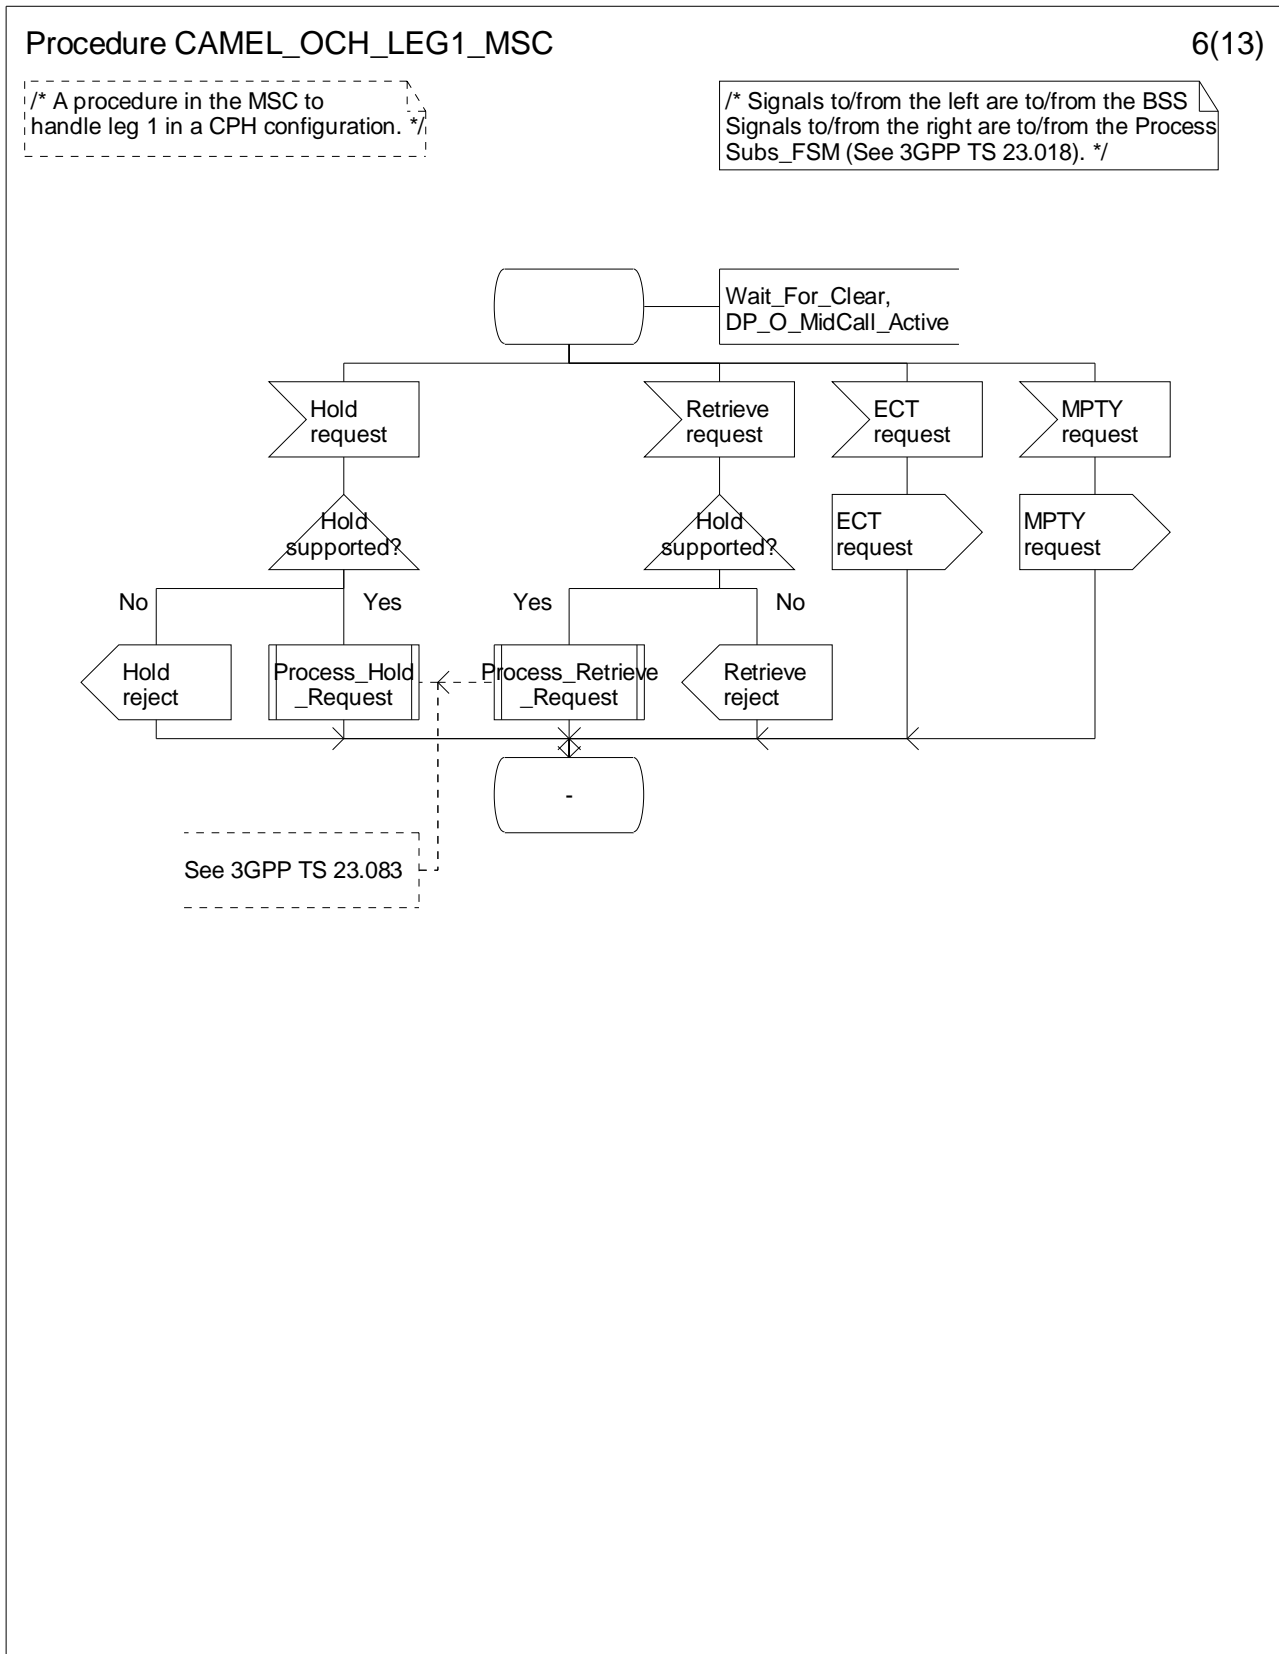 Procedure CAMEL_OCH_LEG1_MSC
6(13)
/* A procedure in the MSC to
handle leg 1 in a CPH configuration. */
/* Signals to/from the left are to/from the BSS
Signals to/from the right are to/from the Process
Subs_FSM (See 3GPP TS 23.018). */
Wait_For_Clear,
DP_O_MidCall_Active
Hold
request
Retrieve
request
ECT
request
MPTY
request
Hold
supported?
Hold
supported?
ECT
request
MPTY
request
No
Yes
Yes
No
Hold
reject
Process_Hold
_Request
Process_Retrieve
_Request
Retrieve
reject
-
See 3GPP TS 23.083